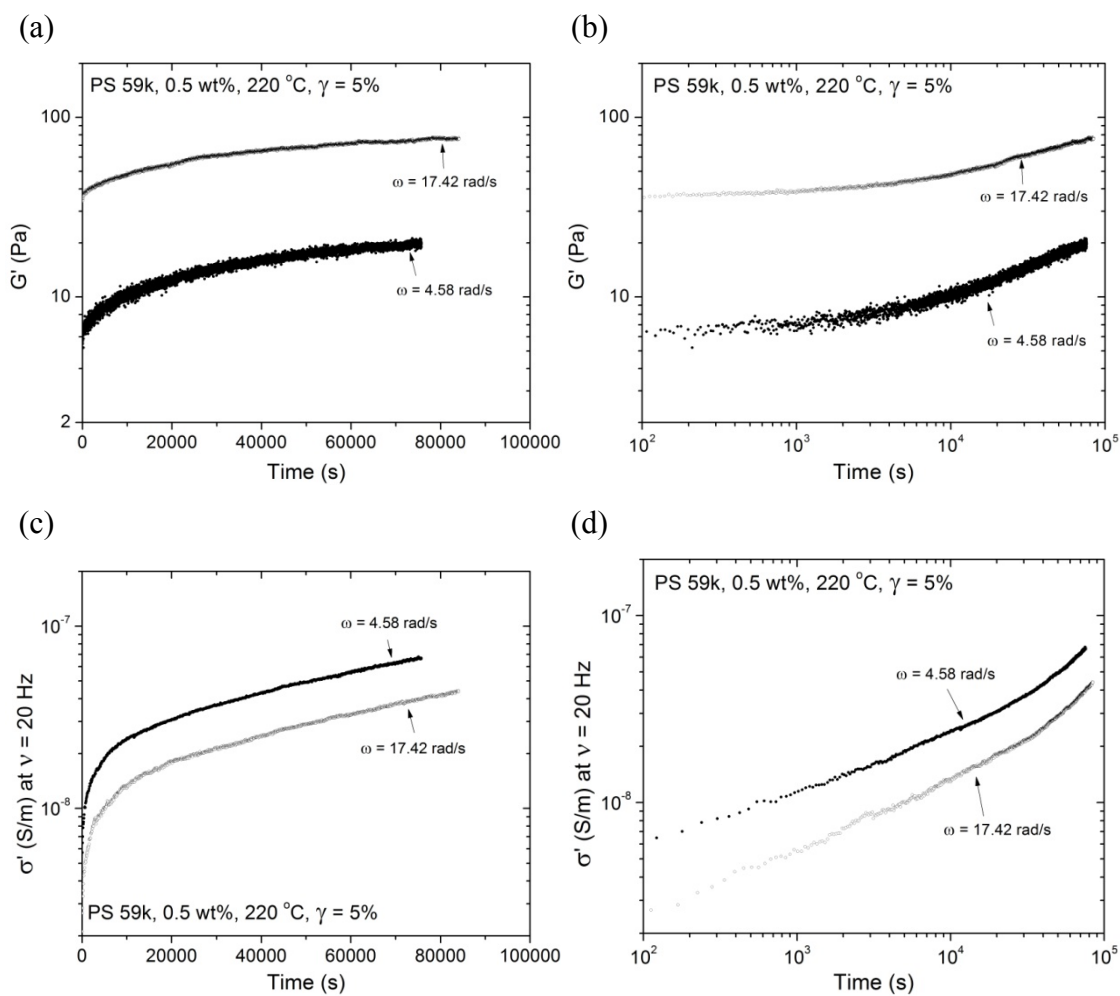 (a)
PS 59k, 0.5 wt%, 220 °C, γ = 5%
100
10
2
G' (Pa)
ω = 17.42 rad/s
ω = 4.58 rad/s
0 20000 40000 60000 80000 100000
Time (s)
(b)
PS 59k, 0.5 wt%, 220 °C, γ = 5%
100
10
G' (Pa)
ω = 17.42 rad/s
ω = 4.58 rad/s
10² 10³ 10⁴ 10⁵
Time (s)
(c)
10⁻⁷
10⁻⁸
σ' (S/m) at ν = 20 Hz
ω = 4.58 rad/s
ω = 17.42 rad/s
PS 59k, 0.5 wt%, 220 °C, γ = 5%
0 20000 40000 60000 80000 100000
Time (s)
(d)
PS 59k, 0.5 wt%, 220 °C, γ = 5%
10⁻⁷
10⁻⁸
σ' (S/m) at ν = 20 Hz
ω = 4.58 rad/s
ω = 17.42 rad/s
10² 10³ 10⁴ 10⁵
Time (s)